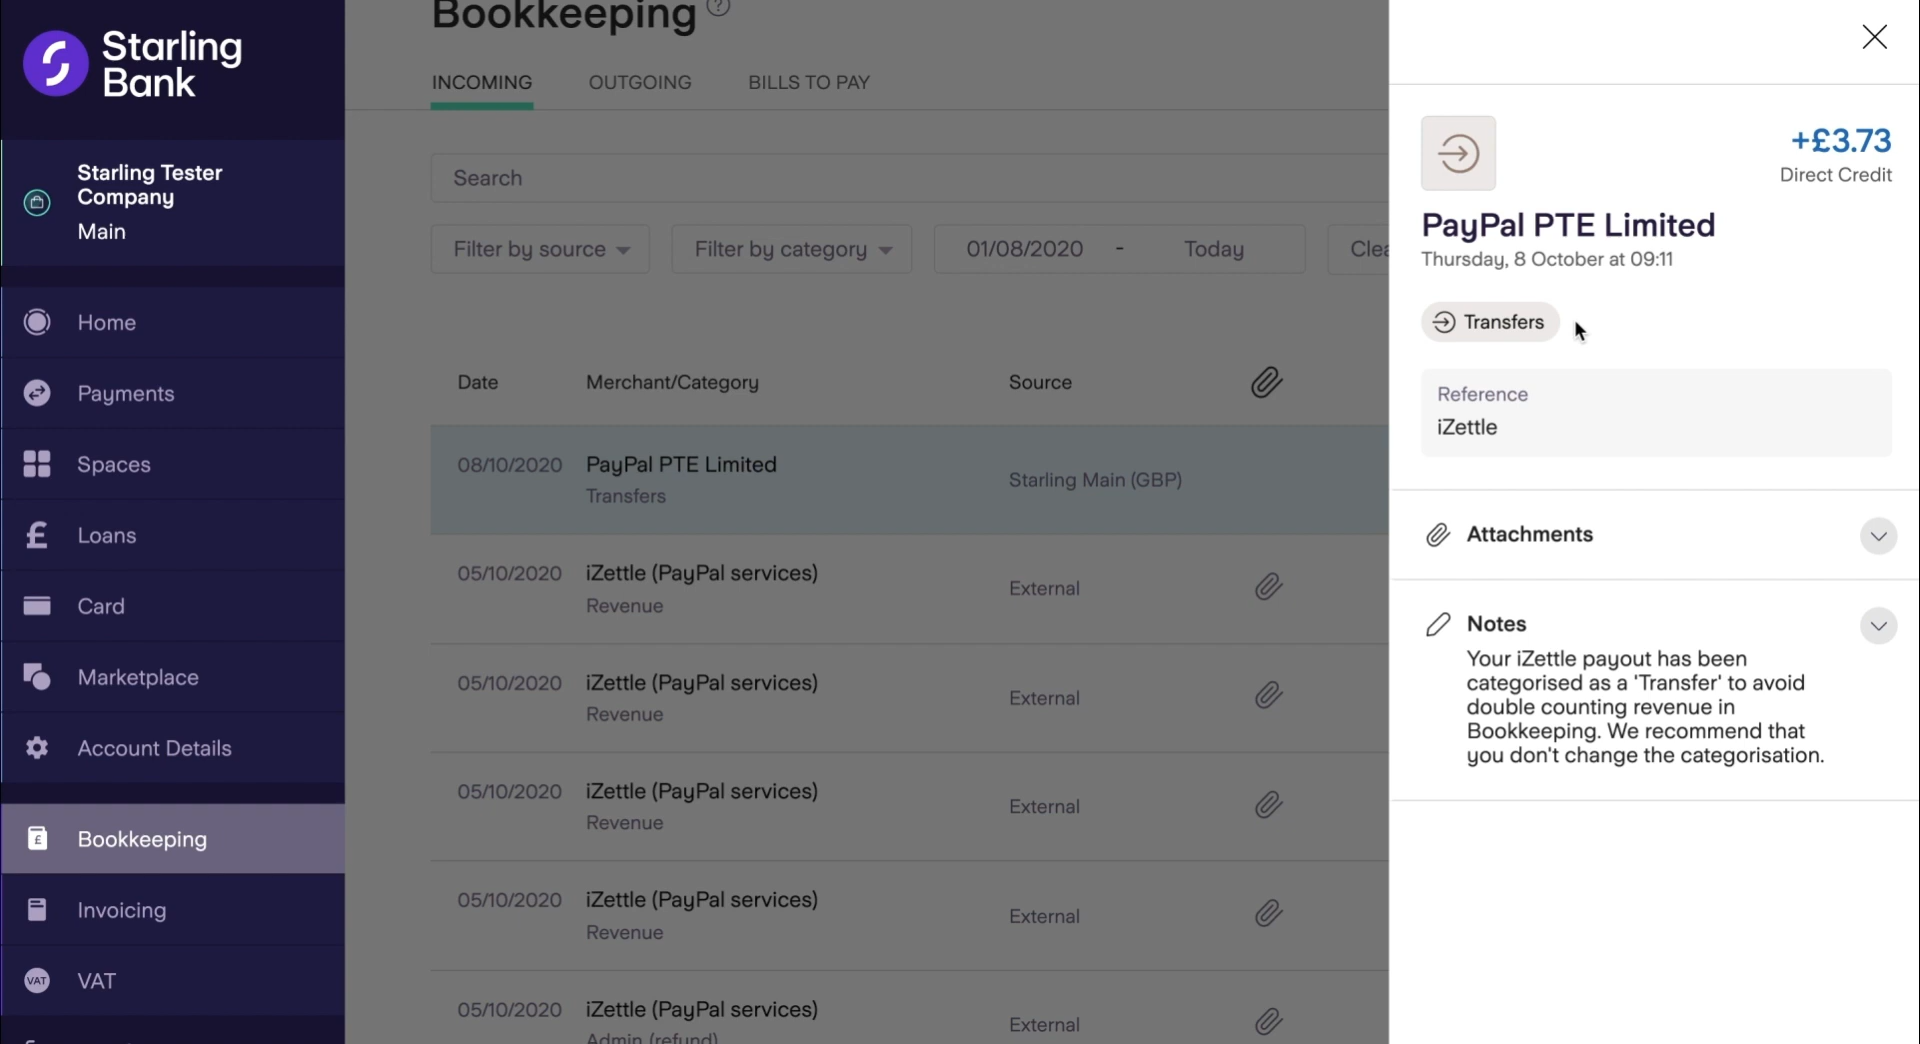 Starling
Bank
Starling Tester
Company
Main
Home
Payments
Spaces
Loans
Card
Marketplace
Account Details
Bookkeeping
Invoicing
VAT
VAT
Bookkeeping ?
INCOMING OUTGOING BILLS TO PAY
Search
Filter by source Filter by category 01/08/2020 - Today Clea
Date Merchant/Category Source
08/10/2020 PayPal PTE Limited
Transfers
Starling Main (GBP)
05/10/2020 iZettle (PayPal services)
Revenue
External
05/10/2020 iZettle (PayPal services)
Revenue
External
05/10/2020 iZettle (PayPal services)
Revenue
External
05/10/2020 iZettle (PayPal services)
Revenue
External
05/10/2020 iZettle (PayPal services)
Admin (refund)
External
+£3.73
Direct Credit
PayPal PTE Limited
Thursday, 8 October at 09:11
Transfers
Reference
iZettle
Attachments
Notes
Your iZettle payout has been
categorised as a 'Transfer' to avoid
double counting revenue in
Bookkeeping. We recommend that
you don't change the categorisation.